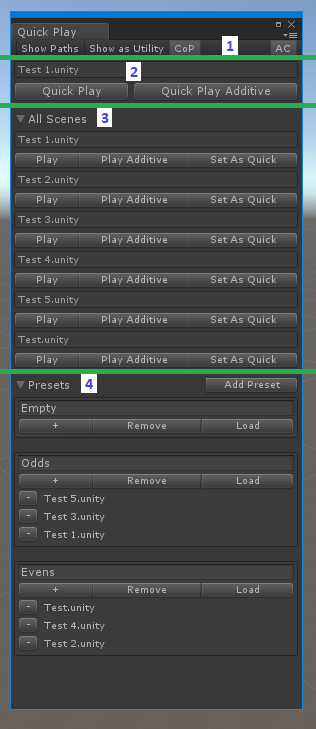 Quick Play
Show Paths Show as Utility CoP 1 AC
Test 1.unity 2
Quick Play Quick Play Additive
All Scenes 3
Test 1.unity
Play Play Additive Set As Quick
Test 2.unity
Play Play Additive Set As Quick
Test 3.unity
Play Play Additive Set As Quick
Test 4.unity
Play Play Additive Set As Quick
Test 5.unity
Play Play Additive Set As Quick
Test.unity
Play Play Additive Set As Quick
Presets 4 Add Preset
Empty
+ Remove Load
Odds
+ Remove Load
- Test 5.unity
- Test 3.unity
- Test 1.unity
Evens
+ Remove Load
- Test.unity
- Test 4.unity
- Test 2.unity